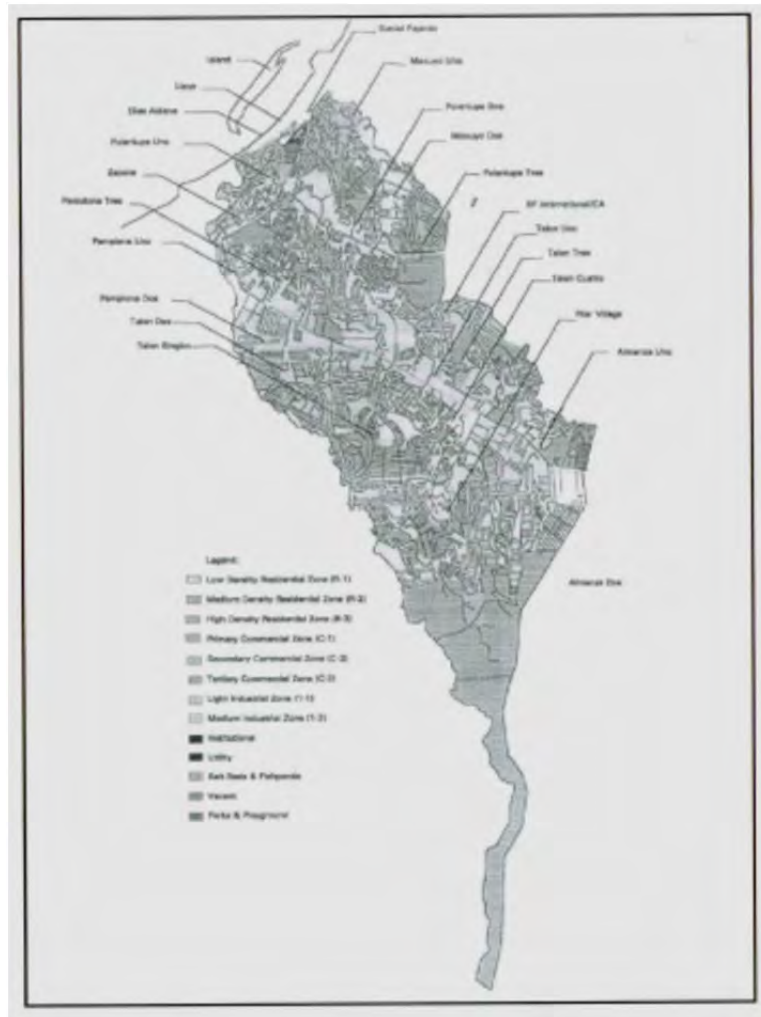 Daniel Fajardo
Island
Manuyo Uno
Ilaya
Elias Aldana
Pulanlupa Dos
Pulanlupa Uno
Manuyo Dos
Zapote
Pulanlupa Tres
Pamplona Tres
BF International/CA
Talon Uno
Pamplona Uno
Talon Tres
Talon Cuatro
Pamplona Dos
Pilar Village
Talon Dos
Talon Singko
Almanza Uno
Almanza Dos
Legend:
Low Density Residential Zone (R-1)
Medium Density Residential Zone (R-2)
High Density Residential Zone (R-3)
Primary Commercial Zone (C-1)
Secondary Commercial Zone
Tertiary Commercial Zone
Light Industrial Zone
Medium Industrial Zone
Institutional
Utility
Salt Beds & Fishponds
Vacant
Parks & Playground